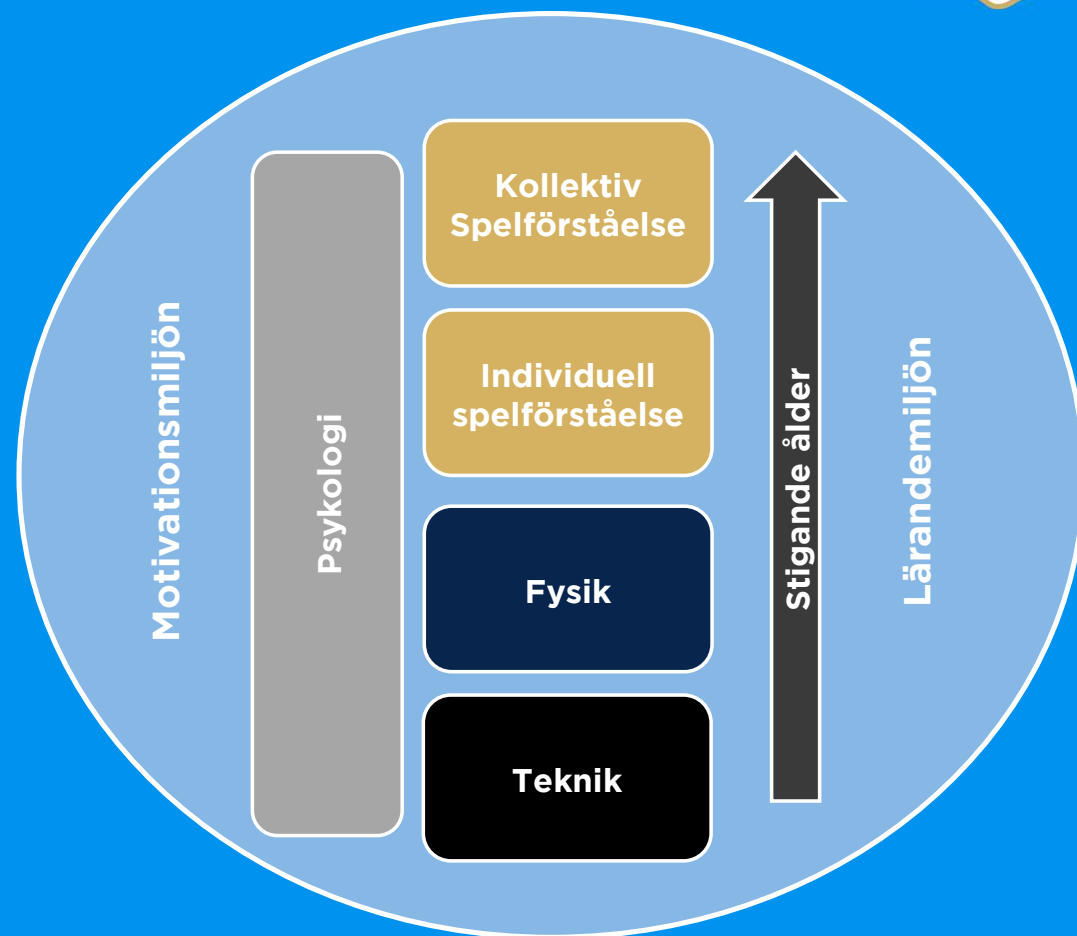 Kollektiv
Spelförståelse
Individuell
spelförståelse
Fysik
Teknik
Motivationsmiljön
Psykologi
Stigande ålder
Lärandemiljön